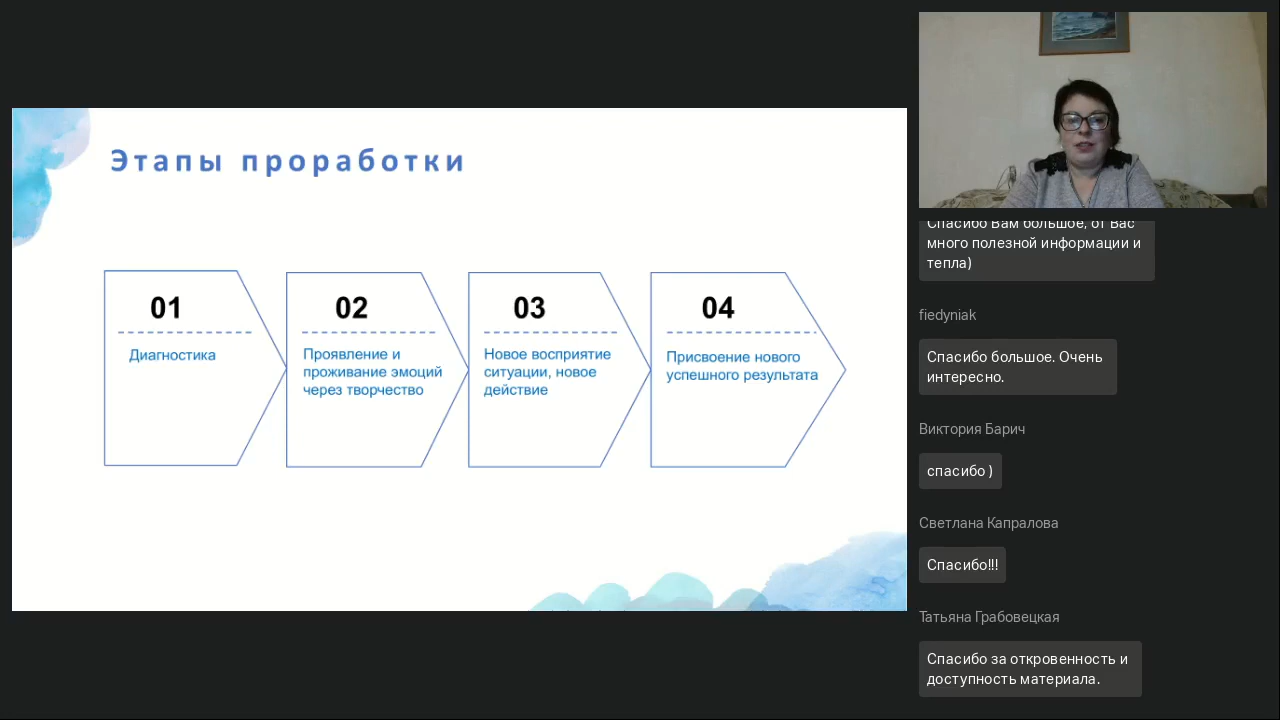 Этапы проработки
01
Диагностика
02
Проявление и
проживание эмоций
через творчество
03
Новое восприятие
ситуации, новое
действие
04
Присвоение нового
успешного результата
Спасибо Вам большое, от Вас
много полезной информации и
тепла)
fiedyniak
Спасибо большое. Очень
интересно.
Виктория Барич
спасибо )
Светлана Капралова
Спасибо!!!
Татьяна Грабовецкая
Спасибо за откровенность и
доступность материала.